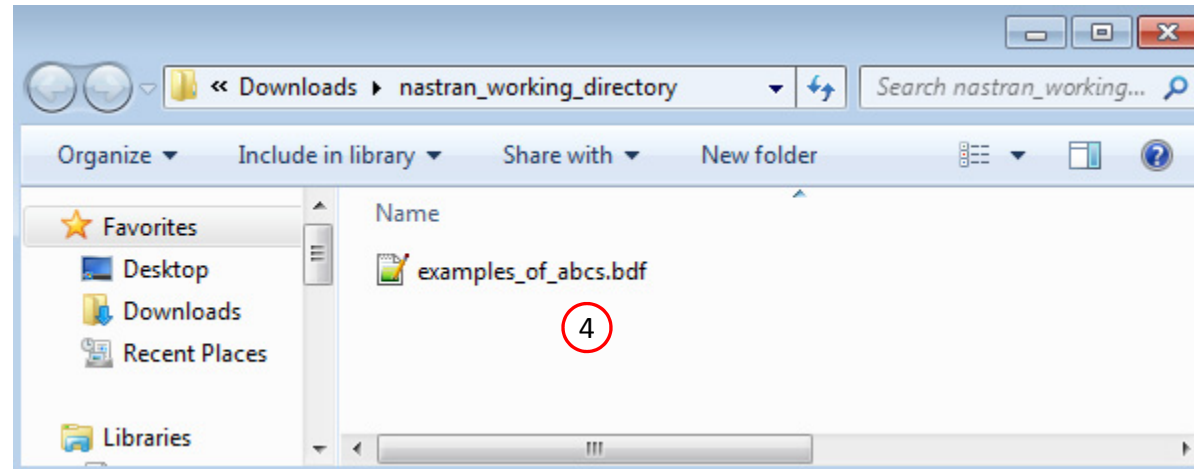 « Downloads ▸ nastran_working_directory
Search nastran_working...
Organize Include in library Share with New folder
Favorites
Desktop
Downloads
Recent Places
Libraries
Name
examples_of_abcs.bdf
4